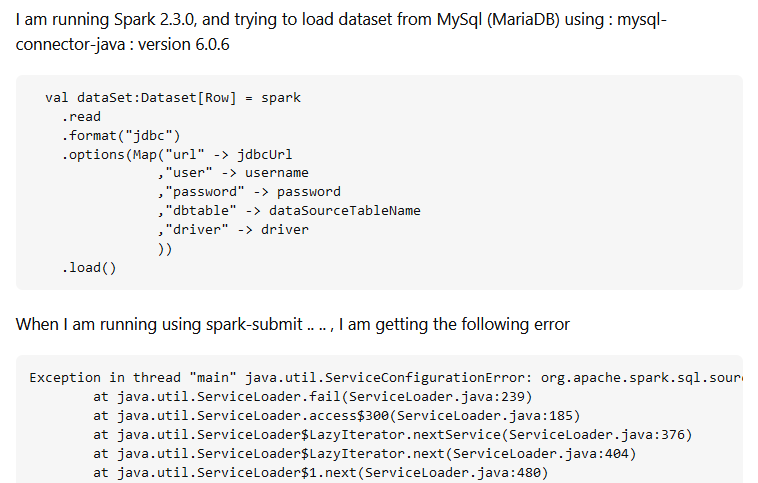 I am running Spark 2.3.0, and trying to load dataset from MySql (MariaDB) using : mysql-
connector-java : version 6.0.6
val dataSet:Dataset[Row] = spark
.read
.format("jdbc")
.options(Map("url" -> jdbcUrl
,"user" -> username
,"password" -> password
,"dbtable" -> dataSourceTableName
,"driver" -> driver
))
.load()
When I am running using spark-submit .. .. , I am getting the following error
Exception in thread "main" java.util.ServiceConfigurationError: org.apache.spark.sql.sour
at java.util.ServiceLoader.fail(ServiceLoader.java:239)
at java.util.ServiceLoader.access$300(ServiceLoader.java:185)
at java.util.ServiceLoader$LazyIterator.nextService(ServiceLoader.java:376)
at java.util.ServiceLoader$LazyIterator.next(ServiceLoader.java:404)
at java.util.ServiceLoader$1.next(ServiceLoader.java:480)